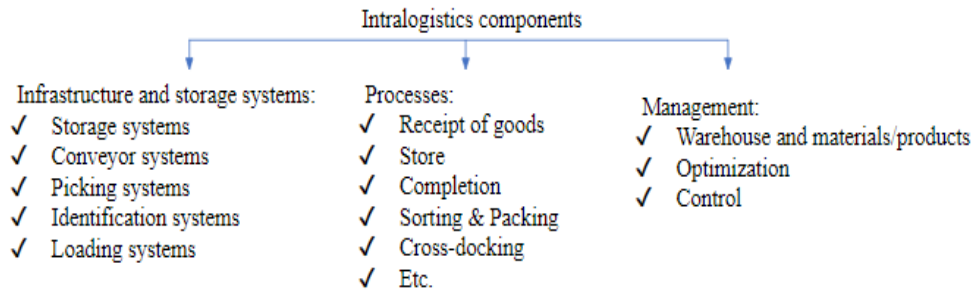 Intralogistics components
Infrastructure and storage systems:
✓ Storage systems
✓ Conveyor systems
✓ Picking systems
✓ Identification systems
✓ Loading systems
Processes:
✓ Receipt of goods
✓ Store
✓ Completion
✓ Sorting & Packing
✓ Cross-docking
✓ Etc.
Management:
✓ Warehouse and materials/products
✓ Optimization
✓ Control